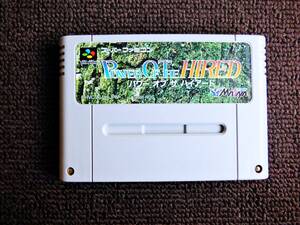 スーパーファミコン
POWER OF THE HIRED
パワー オブ ザ ハイアード